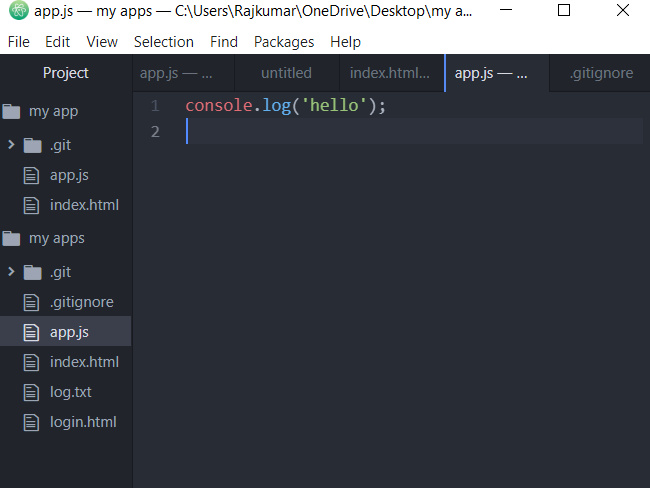 app.js — my apps — C:\Users\Rajkumar\OneDrive\Desktop\my a...
File Edit View Selection Find Packages Help
Project
my app
.git
app.js
index.html
my apps
.git
.gitignore
app.js
index.html
log.txt
login.html
app.js — ...
untitled
index.html...
app.js — ...
.gitignore
1 console.log('hello');
2